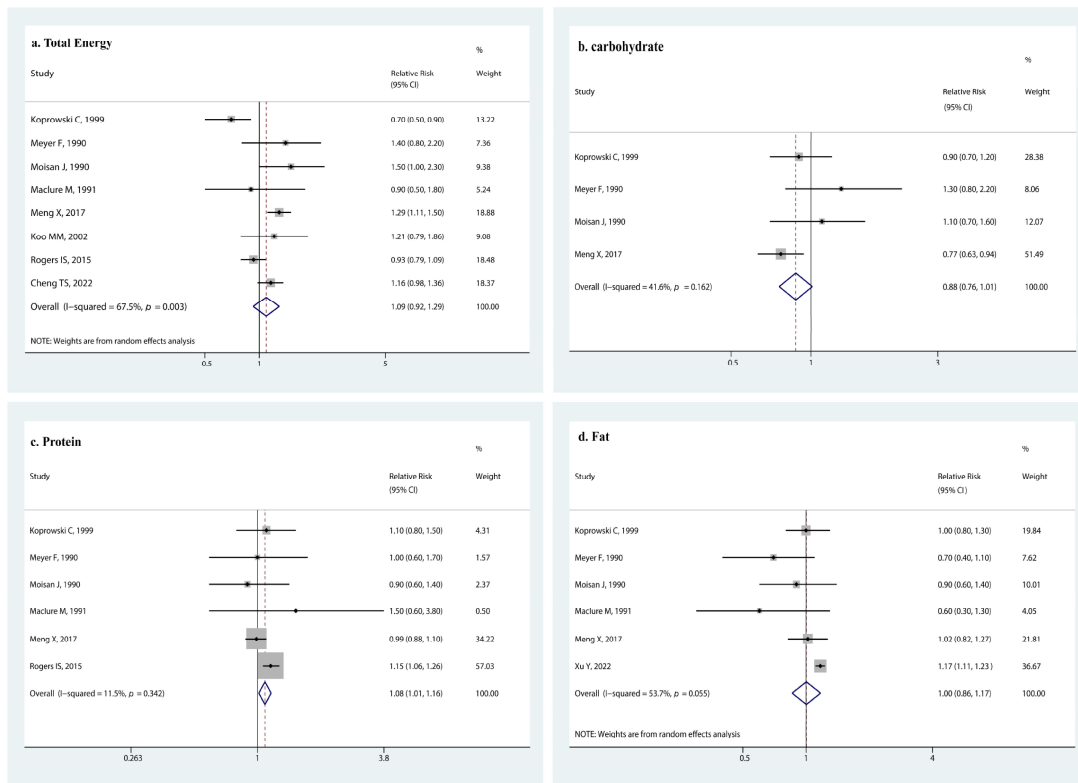 a. Total Energy
%
Study Relative Risk Weight
(95% CI)
Koprowski C, 1999 0.70 (0.50, 0.90) 13.22
Meyer F, 1990 1.40 (0.80, 2.20) 7.36
Moisan J, 1990 1.50 (1.00, 2.30) 9.38
Maclure M, 1991 0.90 (0.50, 1.80) 5.24
Meng X, 2017 1.29 (1.11, 1.50) 18.88
Koo MM, 2002 1.21 (0.79, 1.86) 9.08
Rogers IS, 2015 0.93 (0.79, 1.09) 18.48
Cheng TS, 2022 1.16 (0.98, 1.36) 18.37
Overall (I−squared = 67.5%, p = 0.003) 1.09 (0.92, 1.29) 100.00
NOTE: Weights are from random effects analysis
0.5 1 5
b. carbohydrate
%
Study Relative Risk Weight
(95% CI)
Koprowski C, 1999 0.90 (0.70, 1.20) 28.38
Meyer F, 1990 1.30 (0.80, 2.20) 8.06
Moisan J, 1990 1.10 (0.70, 1.60) 12.07
Meng X, 2017 0.77 (0.63, 0.94) 51.49
Overall (I−squared = 41.6%, p = 0.162) 0.88 (0.76, 1.01) 100.00
0.5 1 3
c. Protein
%
Study Relative Risk Weight
(95% CI)
Koprowski C, 1999 1.10 (0.80, 1.50) 4.31
Meyer F, 1990 1.00 (0.60, 1.70) 1.57
Moisan J, 1990 0.90 (0.60, 1.40) 2.37
Maclure M, 1991 1.50 (0.60, 3.80) 0.50
Meng X, 2017 0.99 (0.88, 1.10) 34.22
Rogers IS, 2015 1.15 (1.06, 1.26) 57.03
Overall (I−squared = 11.5%, p = 0.342) 1.08 (1.01, 1.16) 100.00
0.263 1 3.8
d. Fat
%
Study Relative Risk Weight
(95% CI)
Koprowski C, 1999 1.00 (0.80, 1.30) 19.84
Meyer F, 1990 0.70 (0.40, 1.10) 7.62
Moisan J, 1990 0.90 (0.60, 1.40) 10.01
Maclure M, 1991 0.60 (0.30, 1.30) 4.05
Meng X, 2017 1.02 (0.82, 1.27) 21.81
Xu Y, 2022 1.17 (1.11, 1.23) 36.67
Overall (I−squared = 53.7%, p = 0.055) 1.00 (0.86, 1.17) 100.00
NOTE: Weights are from random effects analysis
0.5 1 4